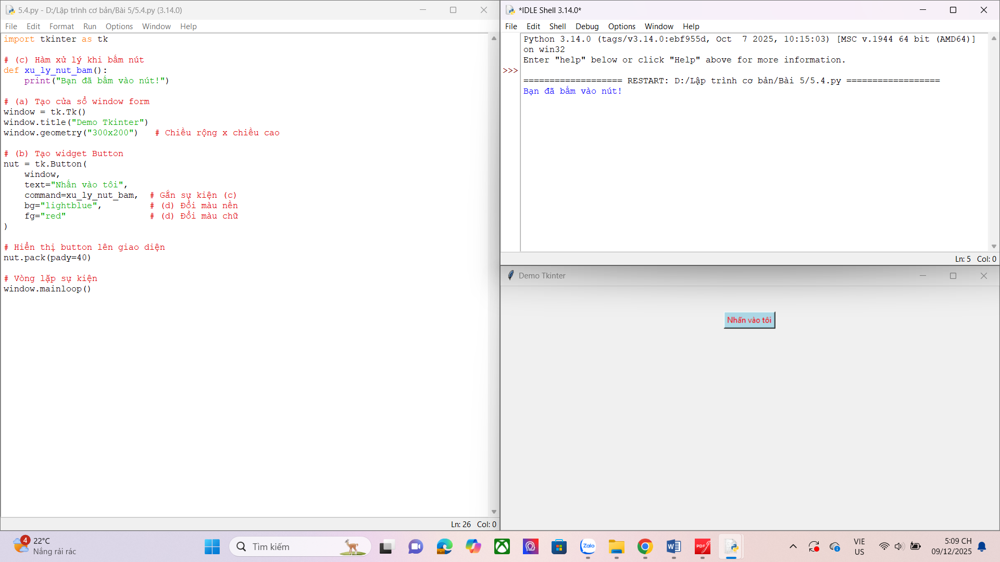 5.4.py - D:/Lập trình cơ bản/Bài 5/5.4.py (3.14.0)
File Edit Format Run Options Window Help
import tkinter as tk
# (c) Hàm xử lý khi bấm nút
def xu_ly_nut_bam():
    print("Bạn đã bấm vào nút!")
# (a) Tạo cửa sổ window form
window = tk.Tk()
window.title("Demo Tkinter")
window.geometry("300x200")   # Chiều rộng x chiều cao
# (b) Tạo widget Button
nut = tk.Button(
    window,
    text="Nhấn vào tôi",
    command=xu_ly_nut_bam,  # Gắn sự kiện (c)
    bg="lightblue",         # (d) Đổi màu nền
    fg="red"                # (d) Đổi màu chữ
)
# Hiển thị button lên giao diện
nut.pack(pady=40)
# Vòng lặp sự kiện
window.mainloop()
Ln: 26 Col: 0
*IDLE Shell 3.14.0*
File Edit Shell Debug Options Window Help
Python 3.14.0 (tags/v3.14.0:ebf955d, Oct  7 2025, 10:15:03) [MSC v.1944 64 bit (AMD64)]
on win32
Enter "help" below or click "Help" above for more information.
>>>
=================== RESTART: D:/Lập trình cơ bản/Bài 5/5.4.py ==================
Bạn đã bấm vào nút!
Ln: 5 Col: 0
Demo Tkinter
Nhấn vào tôi
4
22°C
Nắng rải rác
Tìm kiếm
Zalo
PDF
VIE
US
5:09 CH
09/12/2025